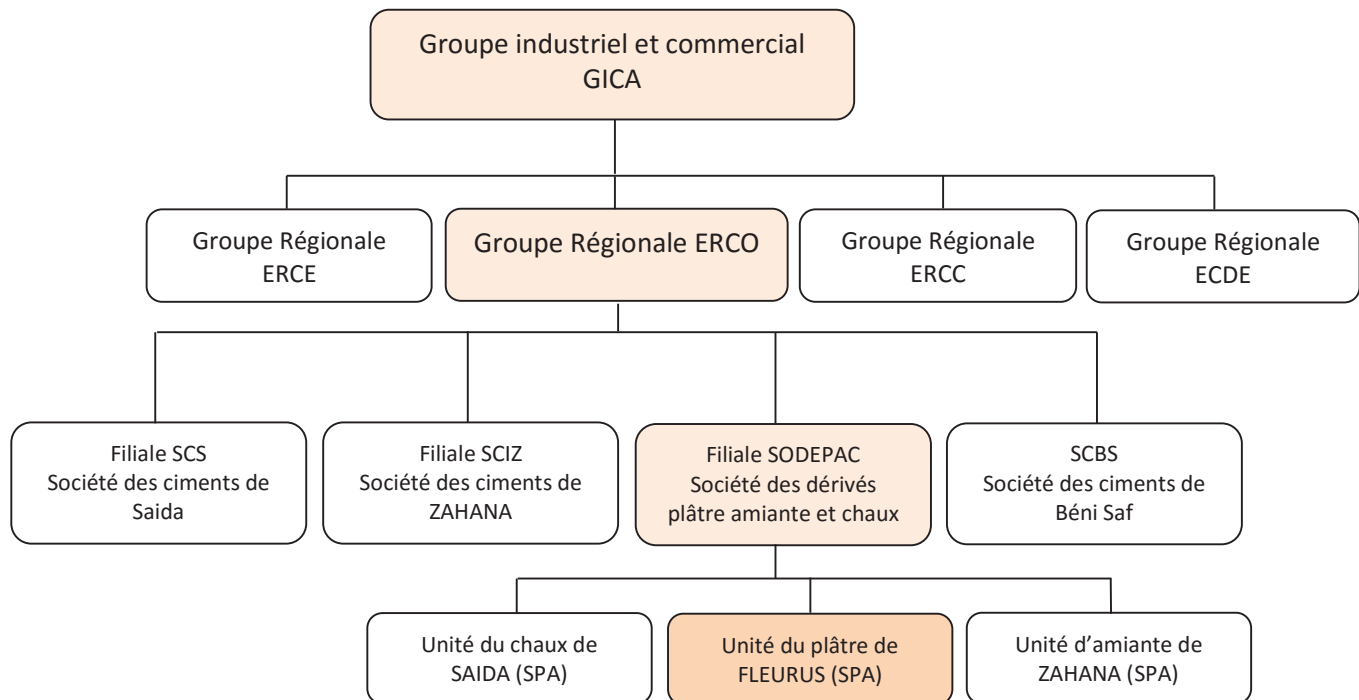 Groupe industriel et commercial
GICA
Groupe Régionale
ERCE
Groupe Régionale ERCO
Groupe Régionale
ERCC
Groupe Régionale
ECDE
Filiale SCS
Société des ciments de
Saida
Filiale SCIZ
Société des ciments de
ZAHANA
Filiale SODEPAC
Société des dérivés
plâtre amiante et chaux
SCBS
Société des ciments de
Béni Saf
Unité du chaux de
SAIDA (SPA)
Unité du plâtre de
FLEURUS (SPA)
Unité d’amiante de
ZAHANA (SPA)